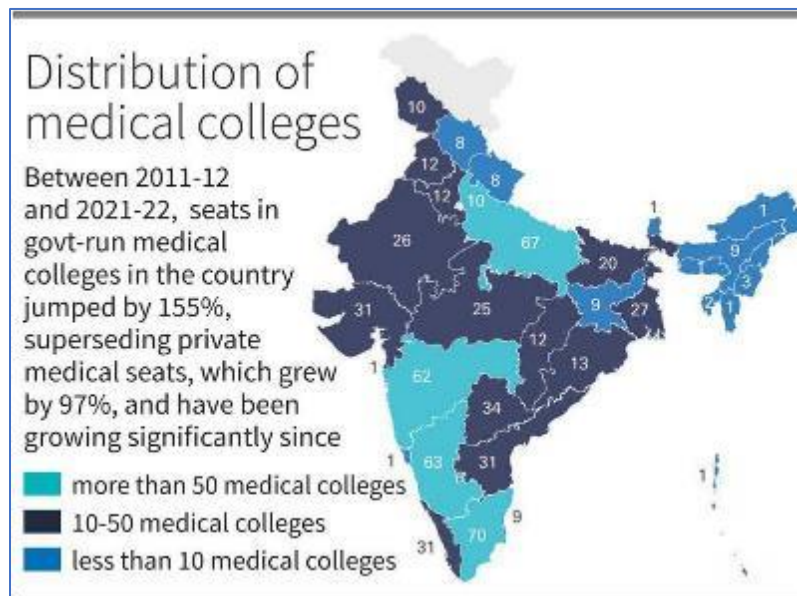 Distribution of
medical colleges
Between 2011-12
and 2021-22, seats in
govt-run medical
colleges in the country
jumped by 155%,
superseding private
medical seats, which grew
by 97%, and have been
growing significantly since
more than 50 medical colleges
10-50 medical colleges
less than 10 medical colleges
10
8
12
8
12
10
1
1
26
67
9
20
3
31
25
9
27
2
1
12
1
62
13
34
1
63
31
1
9
70
31